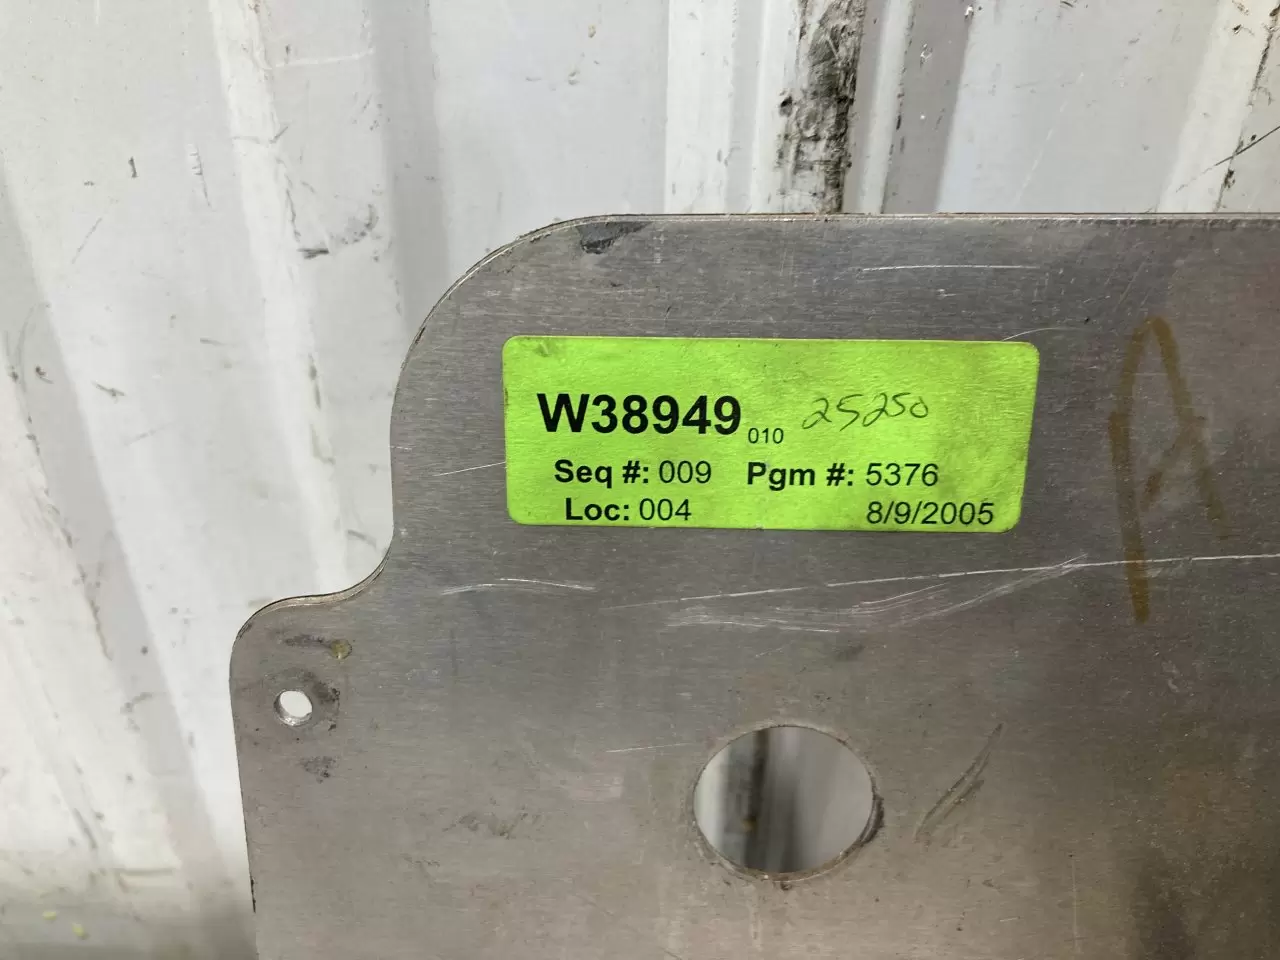 W38949 010 25250
Seq #: 009 Pgm #: 5376
Loc: 004 8/9/2005
A